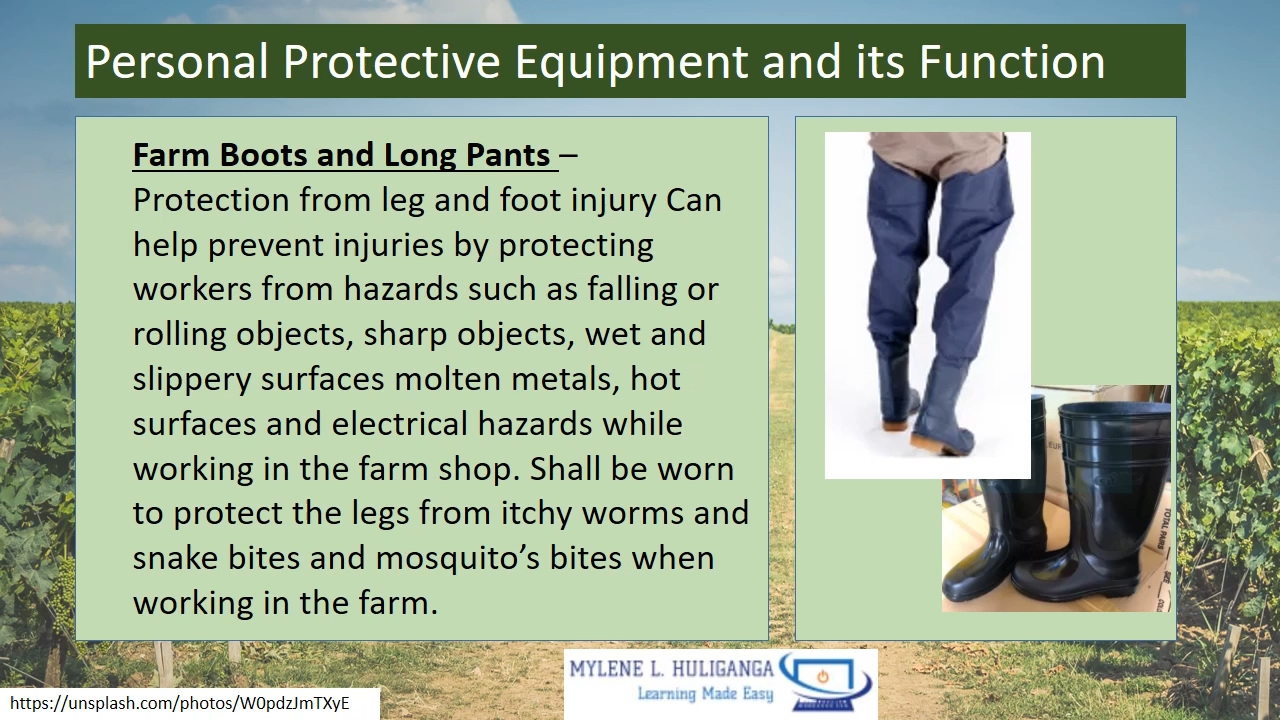 Personal Protective Equipment and its Function
Farm Boots and Long Pants –
Protection from leg and foot injury Can
help prevent injuries by protecting
workers from hazards such as falling or
rolling objects, sharp objects, wet and
slippery surfaces molten metals, hot
surfaces and electrical hazards while
working in the farm shop. Shall be worn
to protect the legs from itchy worms and
snake bites and mosquito’s bites when
working in the farm.
TOTAL PAIRS
SIZE
MYLENE L. HULIGANGA
Learning Made Easy
https://unsplash.com/photos/W0pdzJmTXyE